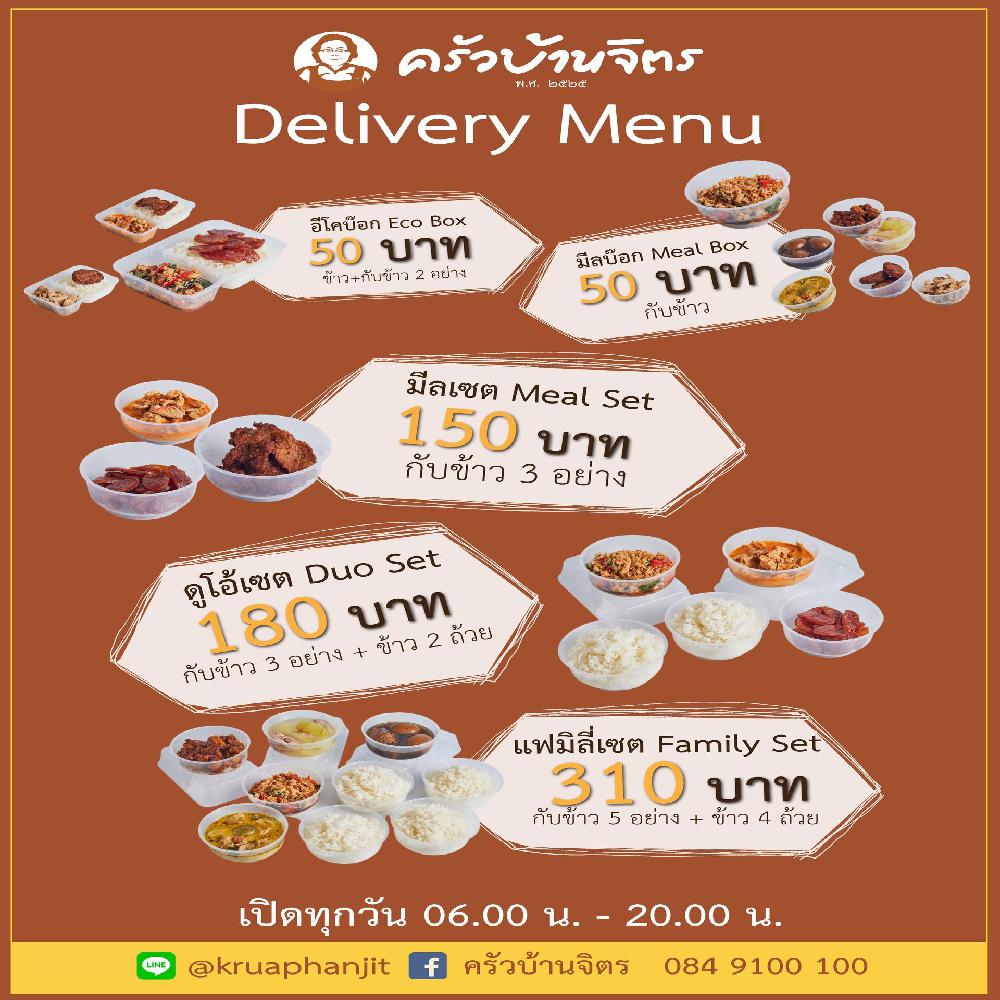 ครัวบ้านจิตร
พ.ศ. ๒๕๒๕
Delivery Menu
อีโคบ๊อก Eco Box
50 บาท
ข้าว+กับข้าว 2 อย่าง
มีลบ๊อก Meal Box
50 บาท
กับข้าว
มีลเซต Meal Set
150 บาท
กับข้าว 3 อย่าง
ดูโอ้เซต Duo Set
180 บาท
กับข้าว 3 อย่าง + ข้าว 2 ถ้วย
แฟมิลี่เซต Family Set
310 บาท
กับข้าว 5 อย่าง + ข้าว 4 ถ้วย
เปิดทุกวัน 06.00 น. - 20.00 น.
LINE @kruaphanjit f ครัวบ้านจิตร 084 9100 100